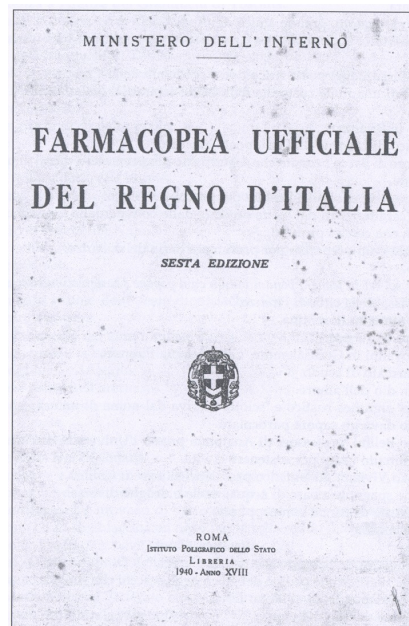 MINISTERO DELL'INTERNO
FARMACOPEA UFFICIALE
DEL REGNO D'ITALIA
SESTA EDIZIONE
ROMA
ISTITUTO POLIGRAFICO DELLO STATO
LIBRERIA
1940 - ANNO XVIII